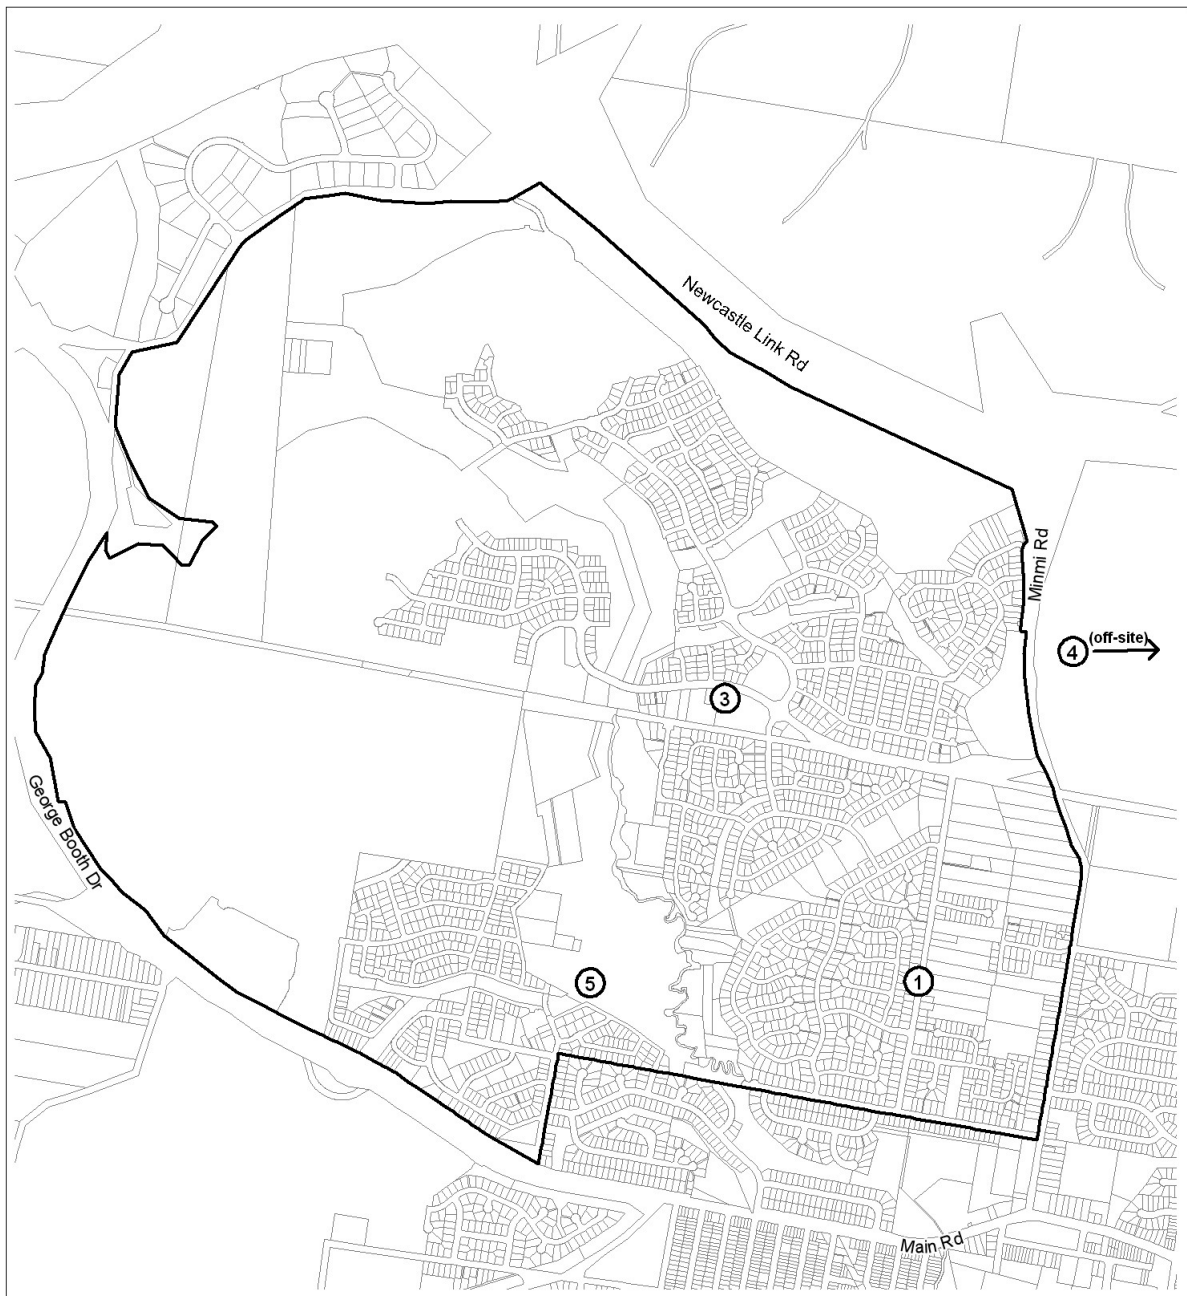 Newcastle Link Rd
Minmi Rd
(off-site)
4
3
George Booth Dr
1
5
Main Rd